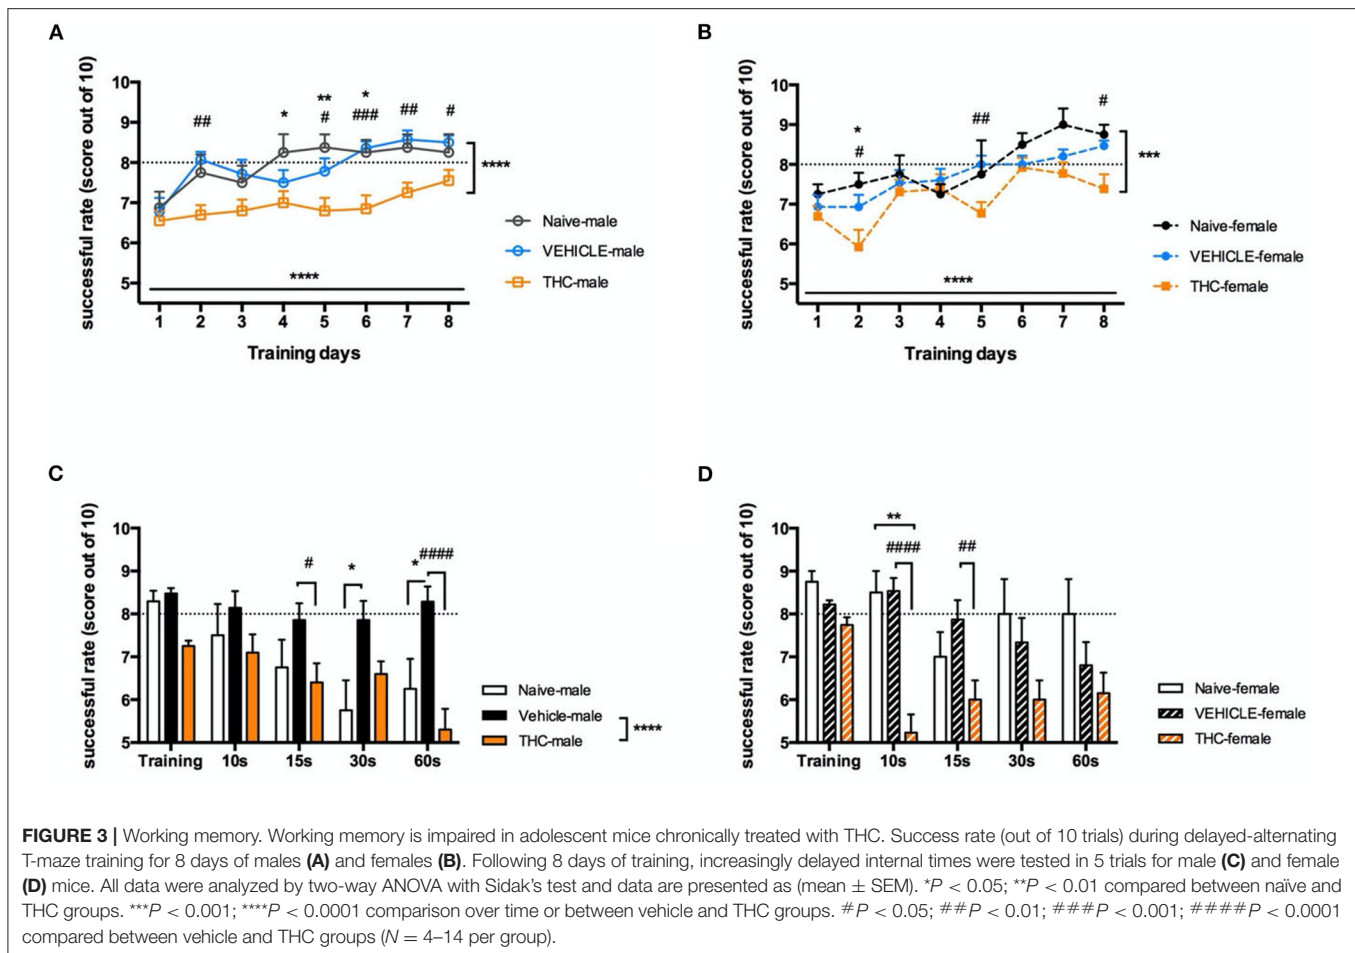 A
successful rate (score out of 10)
10
9
8
7
6
5
##
*
**
#
*
###
##
#
****
Naive-male
VEHICLE-male
THC-male
****
1 2 3 4 5 6 7 8
Training days
B
successful rate (score out of 10)
10
9
8
7
6
5
*
#
##
#
***
Naive-female
VEHICLE-female
THC-female
****
1 2 3 4 5 6 7 8
Training days
C
successful rate (score out of 10)
10
9
8
7
6
5
#
*
*
####
Naive-male
Vehicle-male
THC-male
****
Training 10s 15s 30s 60s
D
successful rate (score out of 10)
10
9
8
7
6
5
**
####
##
Naive-female
VEHICLE-female
THC-female
Training 10s 15s 30s 60s
FIGURE 3 | Working memory. Working memory is impaired in adolescent mice chronically treated with THC. Success rate (out of 10 trials) during delayed-alternating
T-maze training for 8 days of males (A) and females (B). Following 8 days of training, increasingly delayed internal times were tested in 5 trials for male (C) and female
(D) mice. All data were analyzed by two-way ANOVA with Sidak's test and data are presented as (mean ± SEM). *P < 0.05; **P < 0.01 compared between naïve and
THC groups. ***P < 0.001; ****P < 0.0001 comparison over time or between vehicle and THC groups. #P < 0.05; ##P < 0.01; ###P < 0.001; ####P < 0.0001
compared between vehicle and THC groups (N = 4–14 per group).